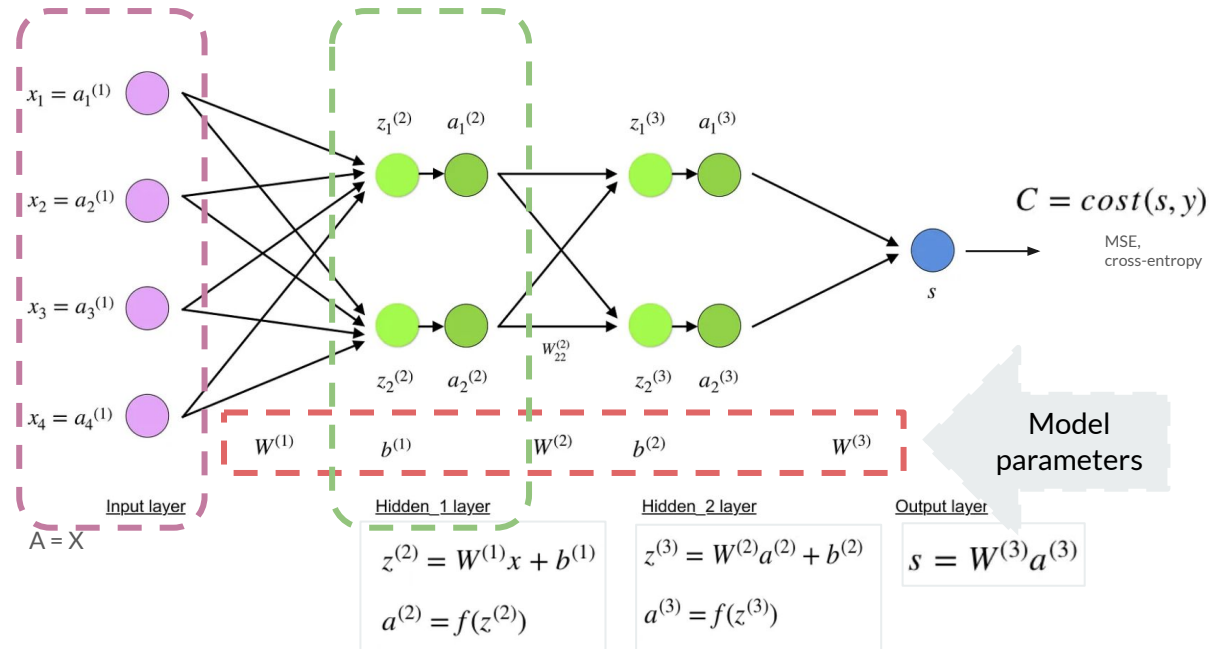 x₁ = a₁⁽¹⁾
x₂ = a₂⁽¹⁾
x₃ = a₃⁽¹⁾
x₄ = a₄⁽¹⁾
z₁⁽²⁾ a₁⁽²⁾
z₁⁽³⁾ a₁⁽³⁾
z₂⁽²⁾ a₂⁽²⁾
W₂₂⁽²⁾
z₂⁽³⁾ a₂⁽³⁾
s
C = cost(s, y)
MSE,
cross-entropy
W⁽¹⁾ b⁽¹⁾ W⁽²⁾ b⁽²⁾ W⁽³⁾
Model
parameters
Input layer
A = X
Hidden_1 layer
z⁽²⁾ = W⁽¹⁾x + b⁽¹⁾
a⁽²⁾ = f(z⁽²⁾)
Hidden_2 layer
z⁽³⁾ = W⁽²⁾a⁽²⁾ + b⁽²⁾
a⁽³⁾ = f(z⁽³⁾)
Output layer
s = W⁽³⁾a⁽³⁾